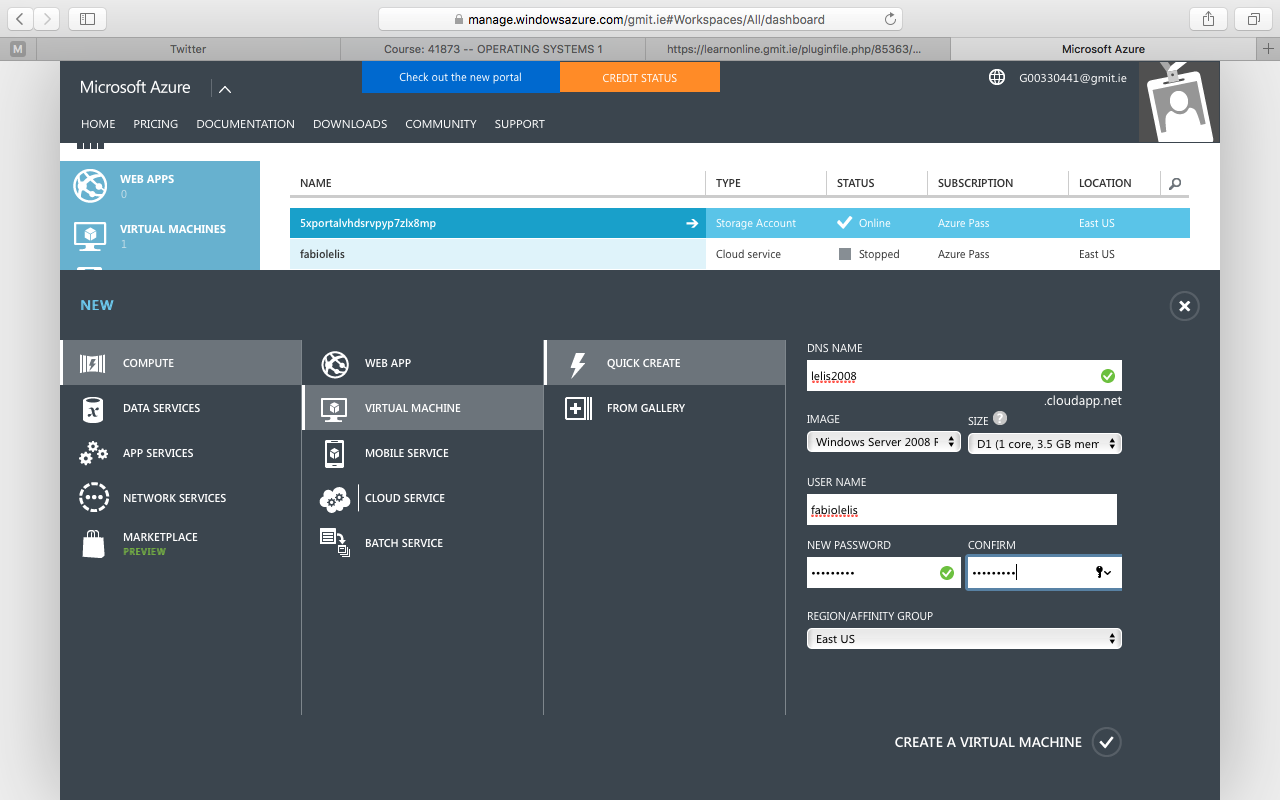 manage.windowsazure.com/gmit.ie#Workspaces/All/dashboard
M
Twitter
Course: 41873 -- OPERATING SYSTEMS 1
https://learnonline.gmit.ie/pluginfile.php/85363/...
Microsoft Azure
Microsoft Azure
Check out the new portal
CREDIT STATUS
G00330441@gmit.ie
HOME
PRICING
DOCUMENTATION
DOWNLOADS
COMMUNITY
SUPPORT
WEB APPS
0
VIRTUAL MACHINES
1
NAME
TYPE
STATUS
SUBSCRIPTION
LOCATION
5xportalvhdsrvpyp7zlx8mp
Storage Account
Online
Azure Pass
East US
fabiolelis
Cloud service
Stopped
Azure Pass
East US
NEW
COMPUTE
DATA SERVICES
APP SERVICES
NETWORK SERVICES
MARKETPLACE
PREVIEW
WEB APP
VIRTUAL MACHINE
MOBILE SERVICE
CLOUD SERVICE
BATCH SERVICE
QUICK CREATE
FROM GALLERY
DNS NAME
lelis2008
.cloudapp.net
IMAGE
SIZE
?
Windows Server 2008 R
D1 (1 core, 3.5 GB mem
USER NAME
fabiolelis
NEW PASSWORD
CONFIRM
•••••••••
•••••••••
REGION/AFFINITY GROUP
East US
CREATE A VIRTUAL MACHINE